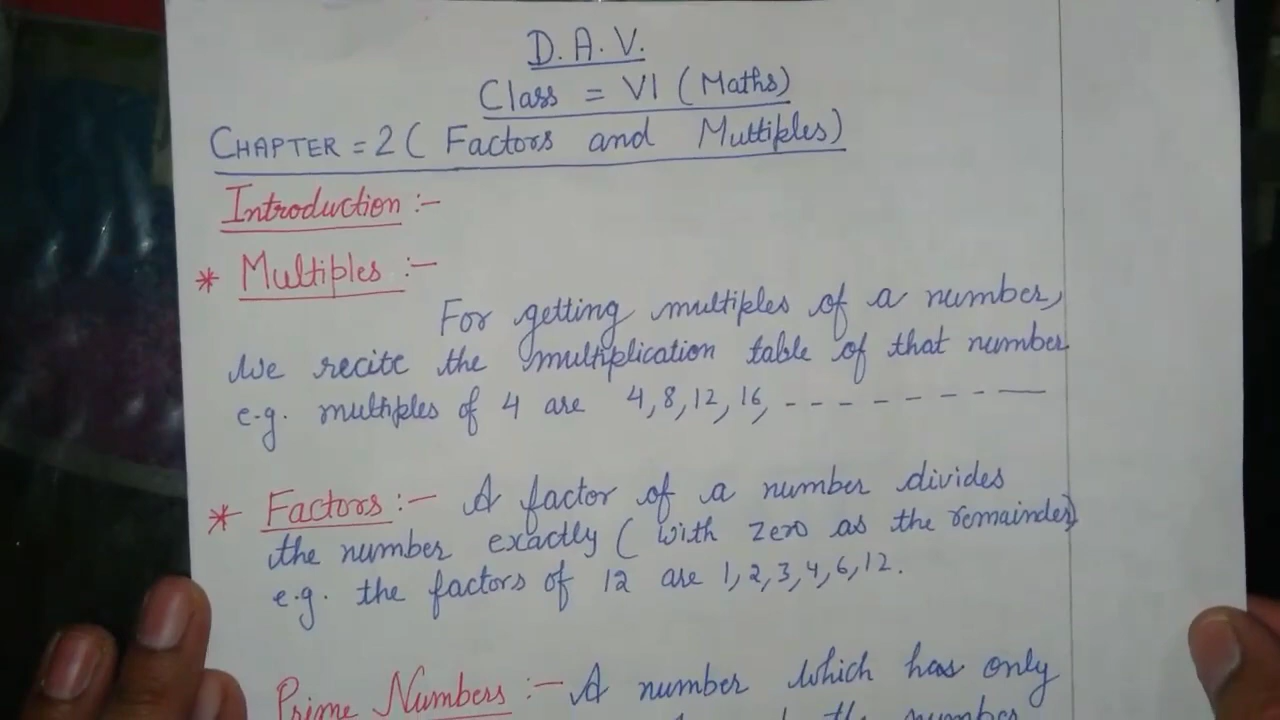 D. A. V.
Class = VI (Maths)
CHAPTER = 2 ( Factors and Multiples)
Introduction :-
* Multiples :-
For getting multiples of a number,
We recite the multiplication table of that number
e.g. multiples of 4 are 4, 8, 12, 16, - - - - - - - —
* Factors :- A factor of a number divides
the number exactly ( with zero as the remainder)
e.g. the factors of 12 are 1, 2, 3, 4, 6, 12.
Prime Numbers :- A number which has only
the number